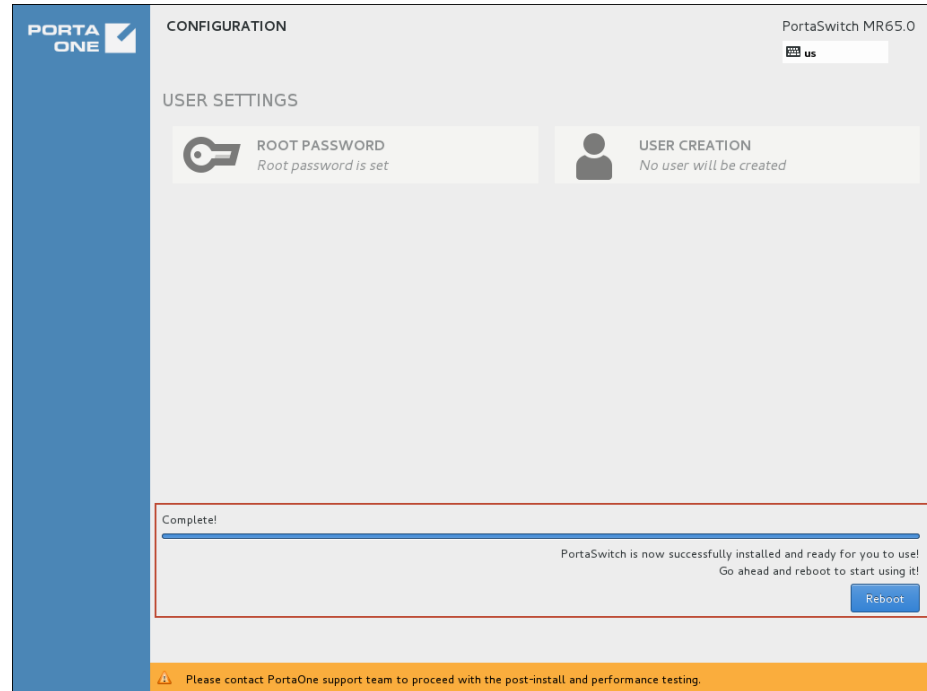 PORTA
ONE
CONFIGURATION
PortaSwitch MR65.0
us
USER SETTINGS
ROOT PASSWORD
Root password is set
USER CREATION
No user will be created
Complete!
PortaSwitch is now successfully installed and ready for you to use!
Go ahead and reboot to start using it!
Reboot
Please contact PortaOne support team to proceed with the post-install and performance testing.